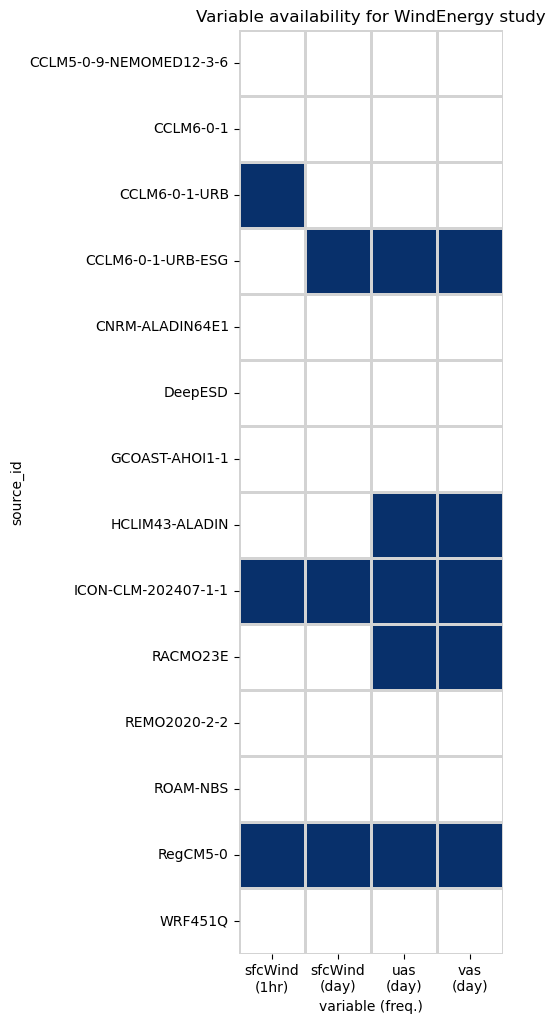 Variable availability for WindEnergy study
CCLM5-0-9-NEMOMED12-3-6
CCLM6-0-1
CCLM6-0-1-URB
CCLM6-0-1-URB-ESG
CNRM-ALADIN64E1
DeepESD
GCOAST-AHOI1-1
HCLIM43-ALADIN
ICON-CLM-202407-1-1
RACMO23E
REMO2020-2-2
ROAM-NBS
RegCM5-0
WRF451Q
source_id
sfcWind sfcWind uas vas
(1hr) (day) (day) (day)
variable (freq.)